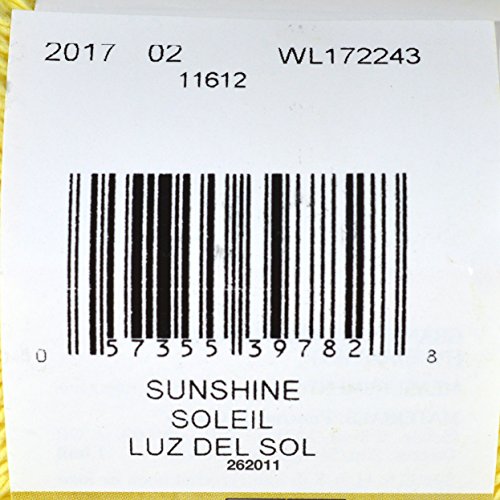 2017 02 WL172243
11612
0 57355 39782 8
SUNSHINE
SOLEIL
LUZ DEL SOL
262011